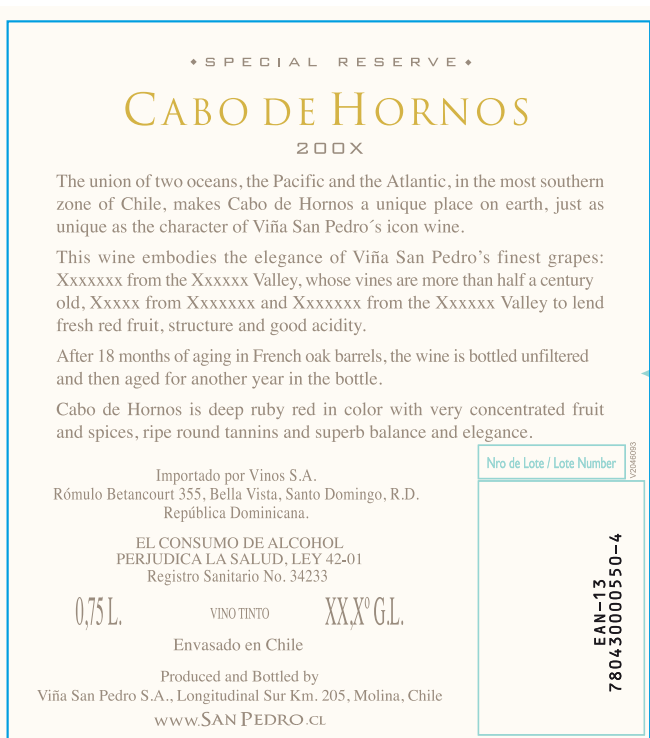 • SPECIAL RESERVE •
CABO DE HORNOS
200X
The union of two oceans, the Pacific and the Atlantic, in the most southern
zone of Chile, makes Cabo de Hornos a unique place on earth, just as
unique as the character of Viña San Pedro´s icon wine.
This wine embodies the elegance of Viña San Pedro’s finest grapes:
Xxxxxxx from the Xxxxxx Valley, whose vines are more than half a century
old, Xxxxx from Xxxxxxx and Xxxxxxx from the Xxxxxx Valley to lend
fresh red fruit, structure and good acidity.
After 18 months of aging in French oak barrels, the wine is bottled unfiltered
and then aged for another year in the bottle.
Cabo de Hornos is deep ruby red in color with very concentrated fruit
and spices, ripe round tannins and superb balance and elegance.
Nro de Lote / Lote Number
V2046093
Importado por Vinos S.A.
Rómulo Betancourt 355, Bella Vista, Santo Domingo, R.D.
República Dominicana.
EL CONSUMO DE ALCOHOL
PERJUDICA LA SALUD, LEY 42-01
Registro Sanitario No. 34233
0,75 L. VINO TINTO XX,Xº G.L.
Envasado en Chile
Produced and Bottled by
Viña San Pedro S.A., Longitudinal Sur Km. 205, Molina, Chile
www.SAN PEDRO.CL
EAN-13
780430000550-4